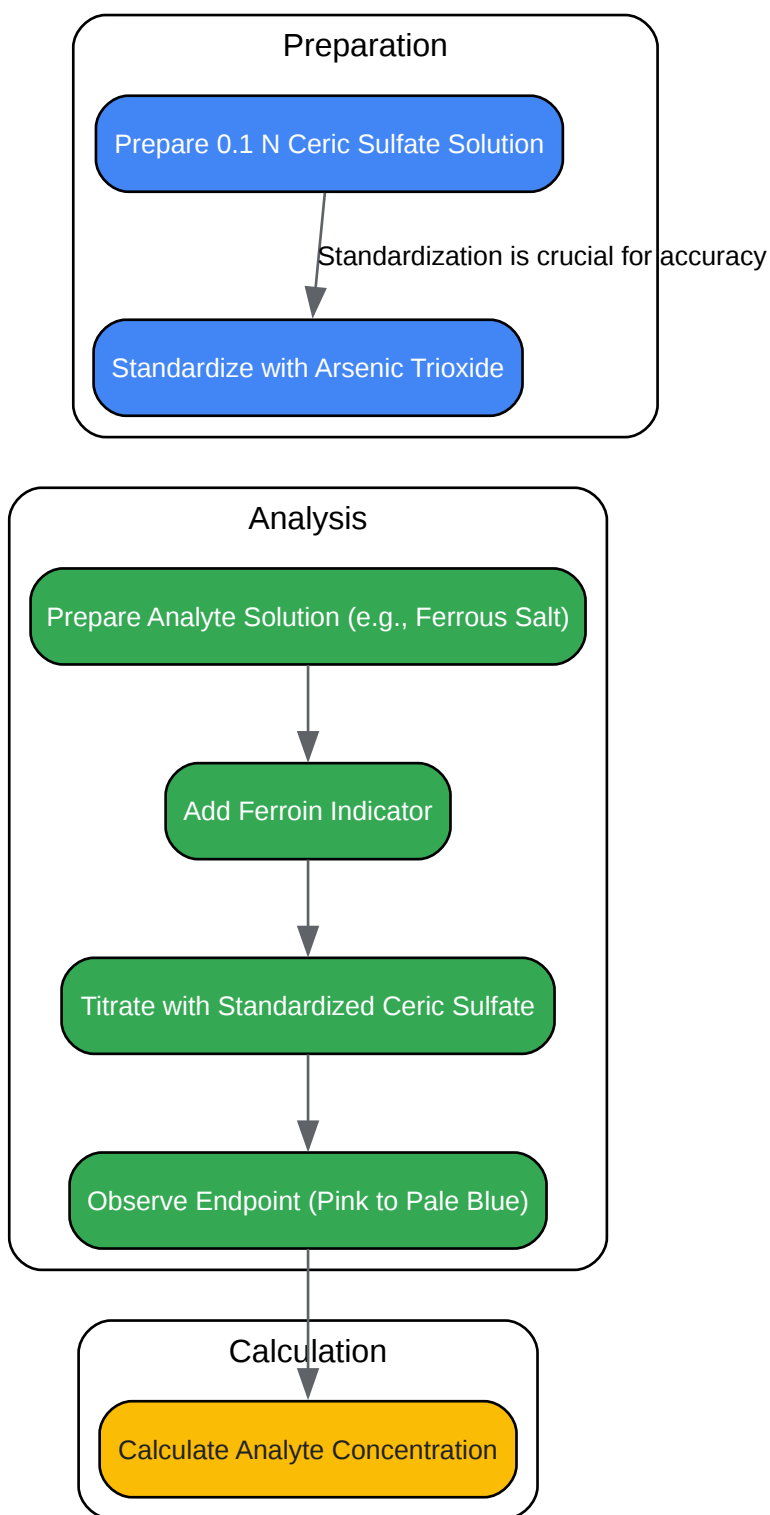 Preparation
Prepare 0.1 N Ceric Sulfate Solution
Standardization is crucial for accuracy
Standardize with Arsenic Trioxide
Analysis
Prepare Analyte Solution (e.g., Ferrous Salt)
Add Ferroin Indicator
Titrate with Standardized Ceric Sulfate
Observe Endpoint (Pink to Pale Blue)
Calculation
Calculate Analyte Concentration